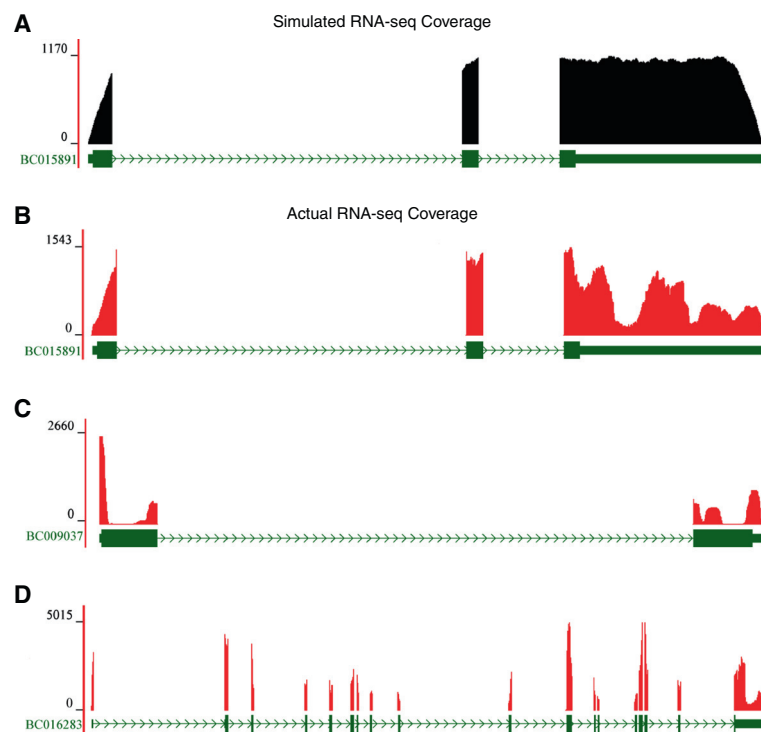 A
Simulated RNA-seq Coverage
1170
0
BC015891
B
Actual RNA-seq Coverage
1543
0
BC015891
C
2660
0
BC009037
D
5015
0
BC016283